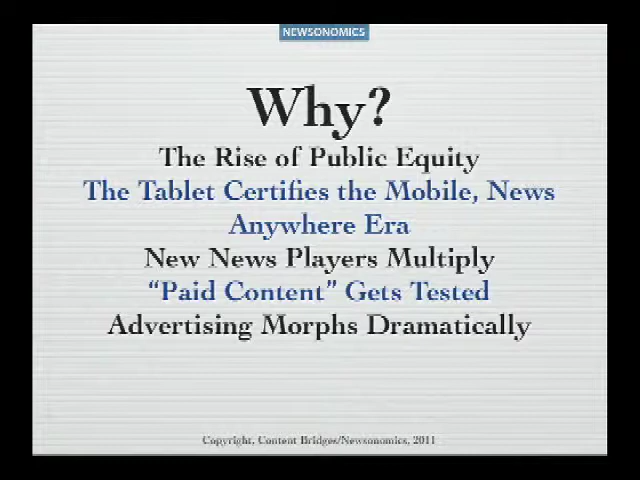 NEWSONOMICS
Why?
The Rise of Public Equity
The Tablet Certifies the Mobile, News
Anywhere Era
New News Players Multiply
“Paid Content” Gets Tested
Advertising Morphs Dramatically
Copyright, Content Bridges/Newsonomics, 2011